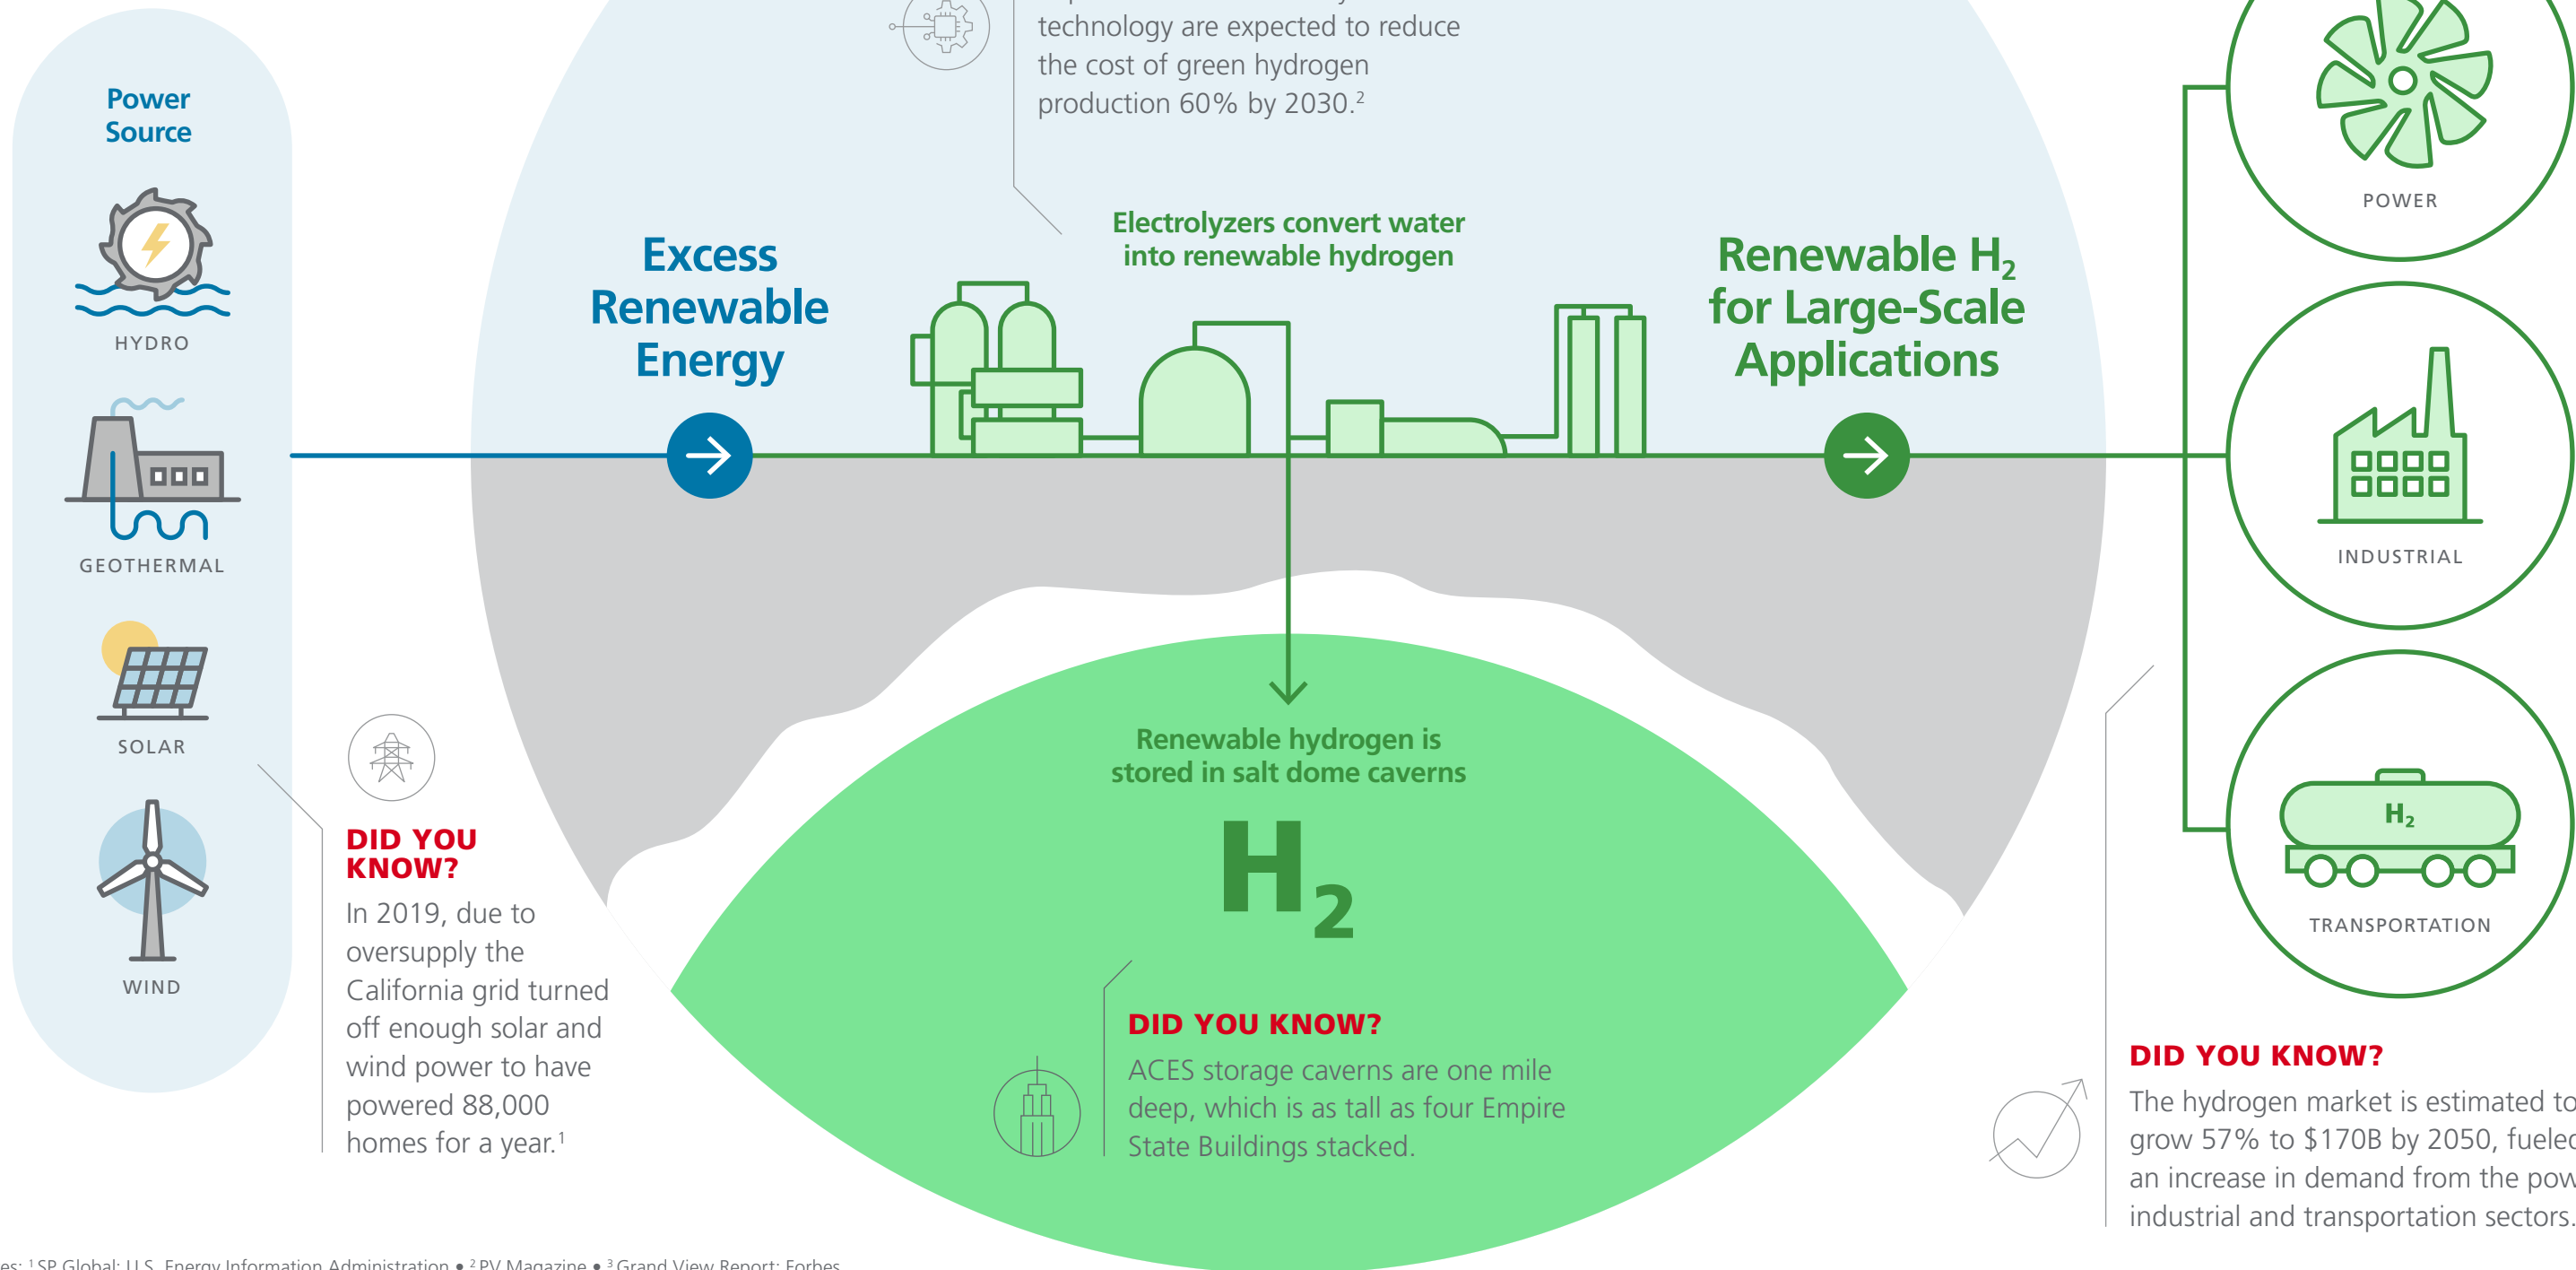 Power
Source
HYDRO
GEOTHERMAL
SOLAR
WIND
DID YOU
KNOW?
In 2019, due to
oversupply the
California grid turned
off enough solar and
wind power to have
powered 88,000
homes for a year.¹
Excess
Renewable
Energy
technology are expected to reduce
the cost of green hydrogen
production 60% by 2030.²
Electrolyzers convert water
into renewable hydrogen
Renewable hydrogen is
stored in salt dome caverns
H₂
DID YOU KNOW?
ACES storage caverns are one mile
deep, which is as tall as four Empire
State Buildings stacked.
Renewable H₂
for Large-Scale
Applications
POWER
INDUSTRIAL
H₂
TRANSPORTATION
DID YOU KNOW?
The hydrogen market is estimated to
grow 57% to $170B by 2050, fueled
an increase in demand from the
industrial and transportation sectors.
¹ SP Global; U.S. Energy Information Administration • ² PV Magazine • ³ Grand View Report; Forbes